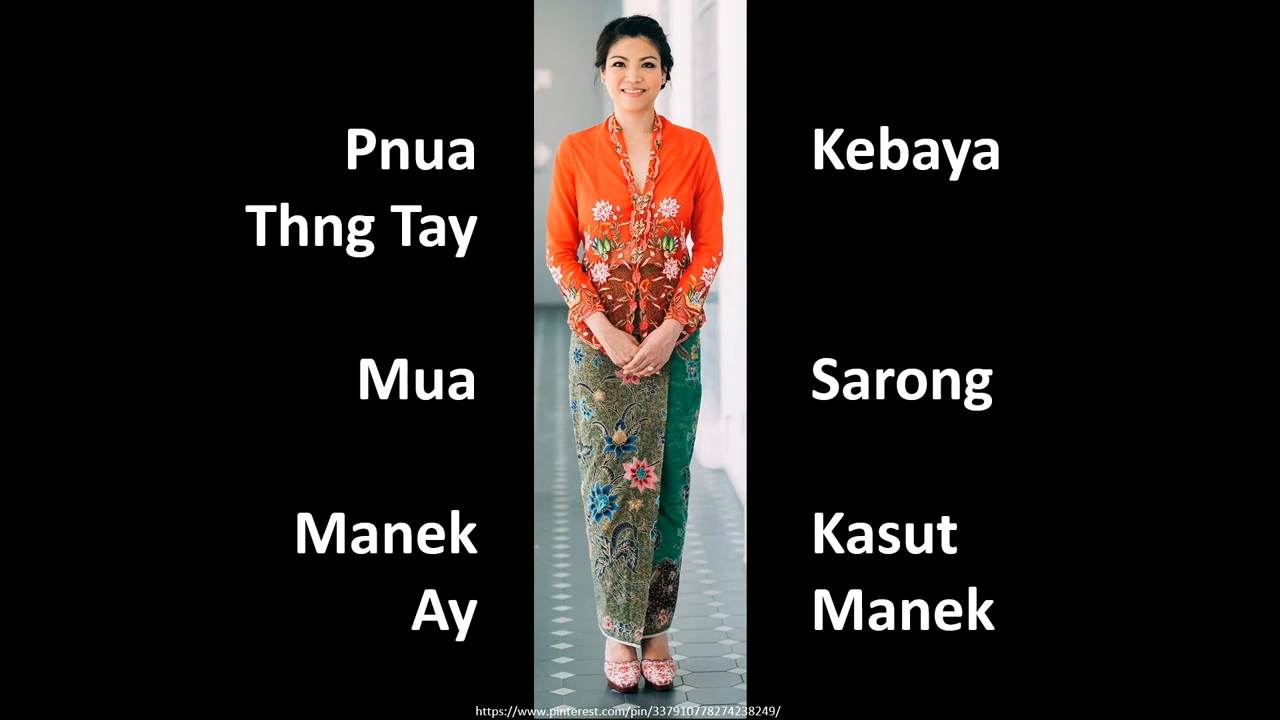 Pnua
Thng Tay
Kebaya
Mua
Sarong
Manek
Ay
Kasut
Manek
https://www.pinterest.com/pin/337910778274238249/